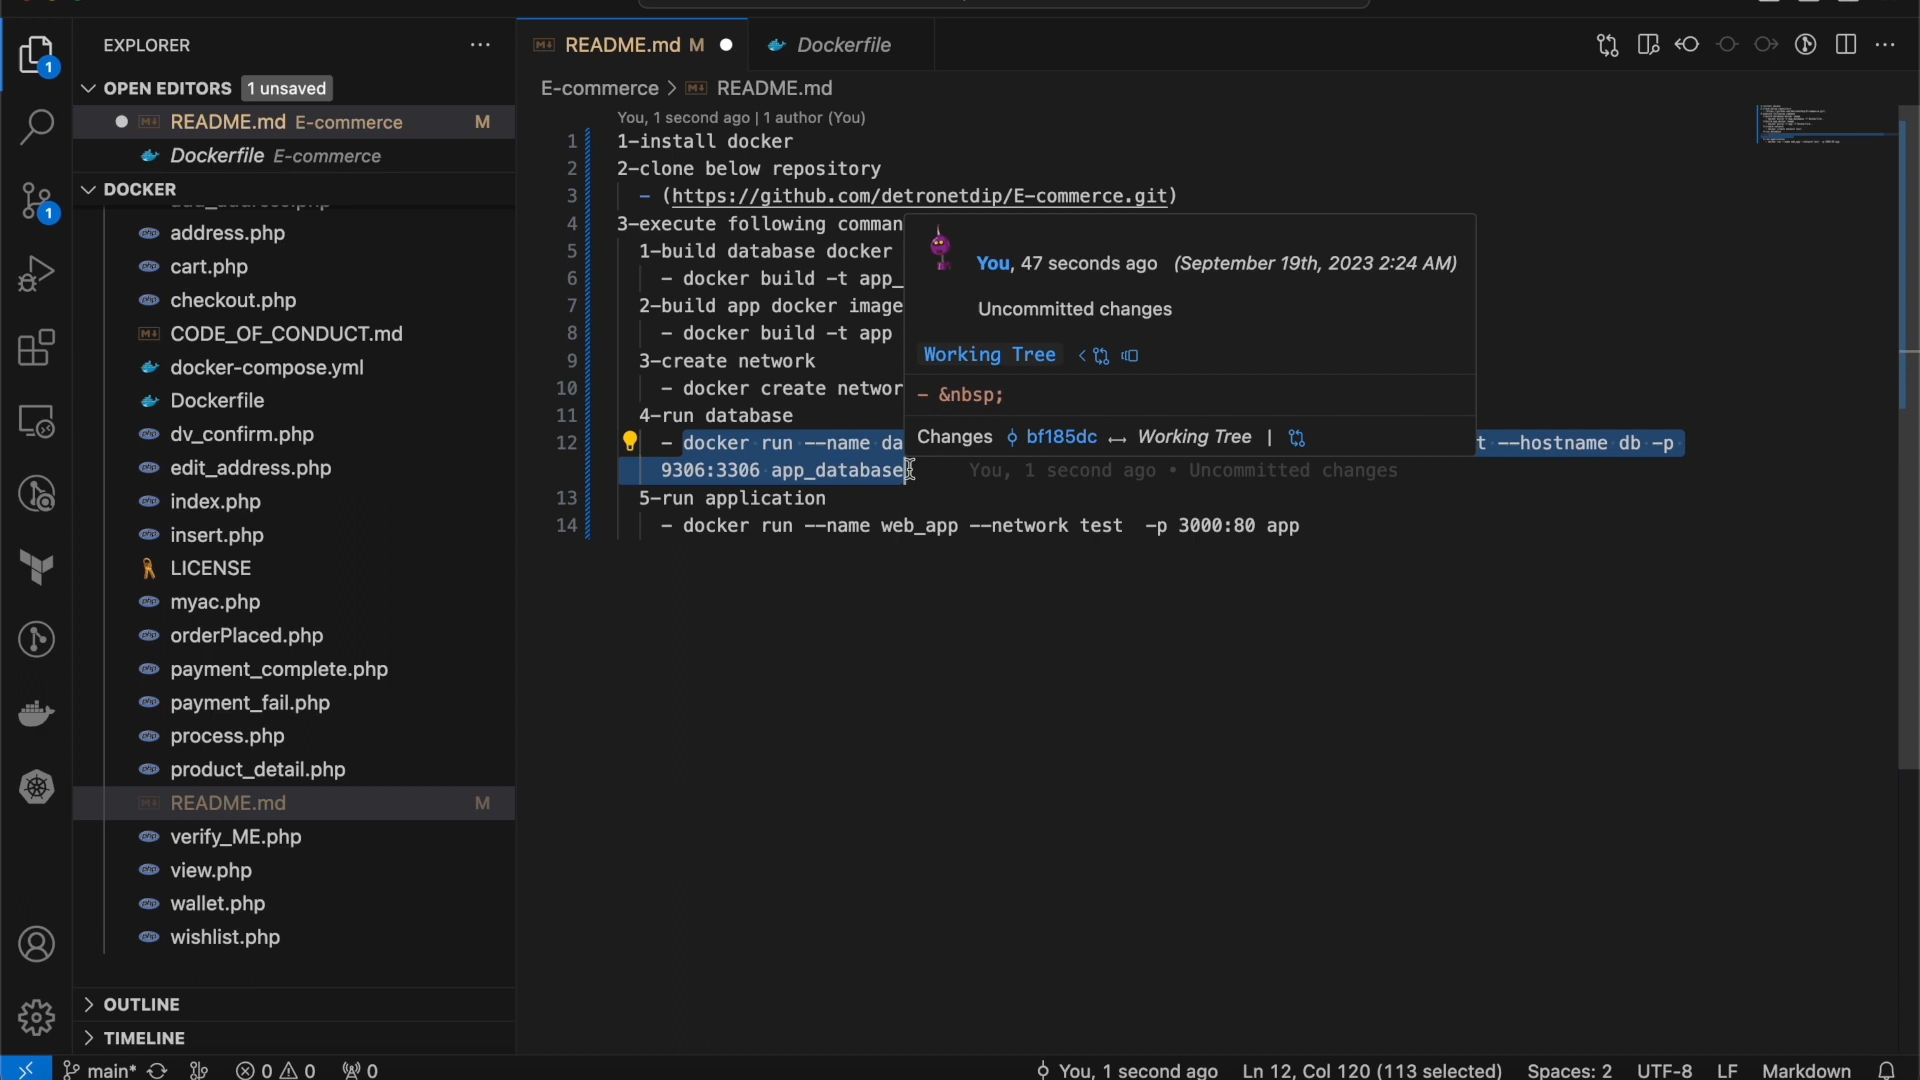 EXPLORER
OPEN EDITORS 1 unsaved
README.md E-commerce M
Dockerfile E-commerce
DOCKER
address.php
cart.php
checkout.php
CODE_OF_CONDUCT.md
docker-compose.yml
Dockerfile
dv_confirm.php
edit_address.php
index.php
insert.php
LICENSE
myac.php
orderPlaced.php
payment_complete.php
payment_fail.php
process.php
product_detail.php
README.md M
verify_ME.php
view.php
wallet.php
wishlist.php
OUTLINE
TIMELINE
1
1
README.md M
Dockerfile
E-commerce > README.md
You, 1 second ago | 1 author (You)
1 1-install docker
2 2-clone below repository
3 - (https://github.com/detronetdip/E-commerce.git)
4 3-execute following comman
5 1-build database docker
6 - docker build -t app_
7 2-build app docker image
8 - docker build -t app
9 3-create network
10 - docker create networ
11 4-run database
12 - docker run --name da t --hostname db -p
9306:3306 app_database You, 1 second ago • Uncommitted changes
13 5-run application
14 - docker run --name web_app --network test -p 3000:80 app
You, 47 seconds ago (September 19th, 2023 2:24 AM)
Uncommitted changes
Working Tree
- &nbsp;
Changes bf185dc Working Tree |
main* 0 0 0
You, 1 second ago Ln 12, Col 120 (113 selected) Spaces: 2 UTF-8 LF Markdown